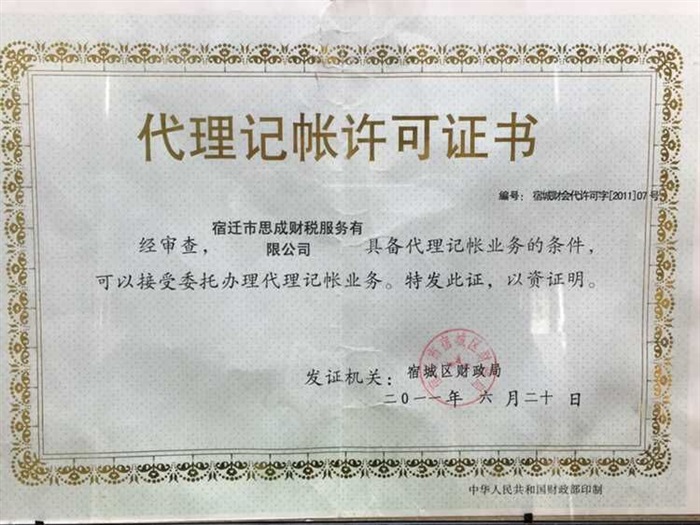 代理记帐许可证书
编号： 宿城财会代许可字[2011]07号
经审查， 宿迁市思成财税服务有限公司 具备代理记帐业务的条件，
可以接受委托办理代理记帐业务。特发此证，以资证明。
发证机关： 宿城区财政局
二〇一一年 六 月 二十 日
中华人民共和国财政部印制